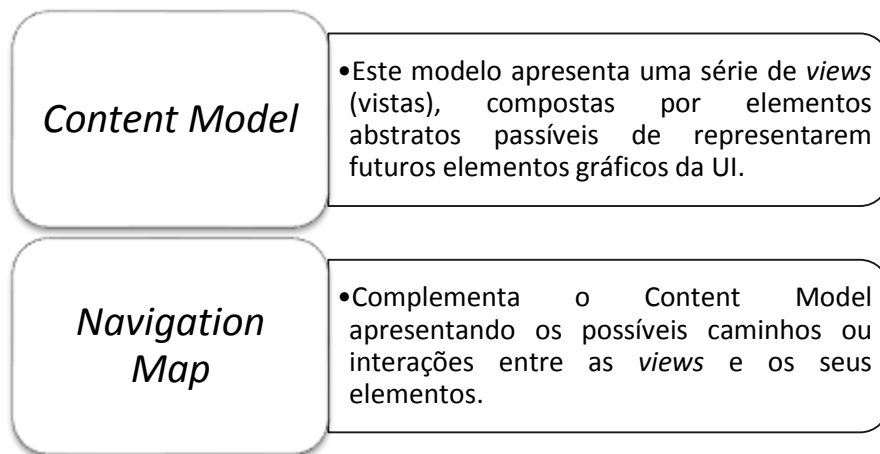 Content Model
•Este modelo apresenta uma série de views
(vistas), compostas por elementos
abstratos passíveis de representarem
futuros elementos gráficos da UI.
Navigation
Map
•Complementa o Content Model
apresentando os possíveis caminhos ou
interações entre as views e os seus
elementos.